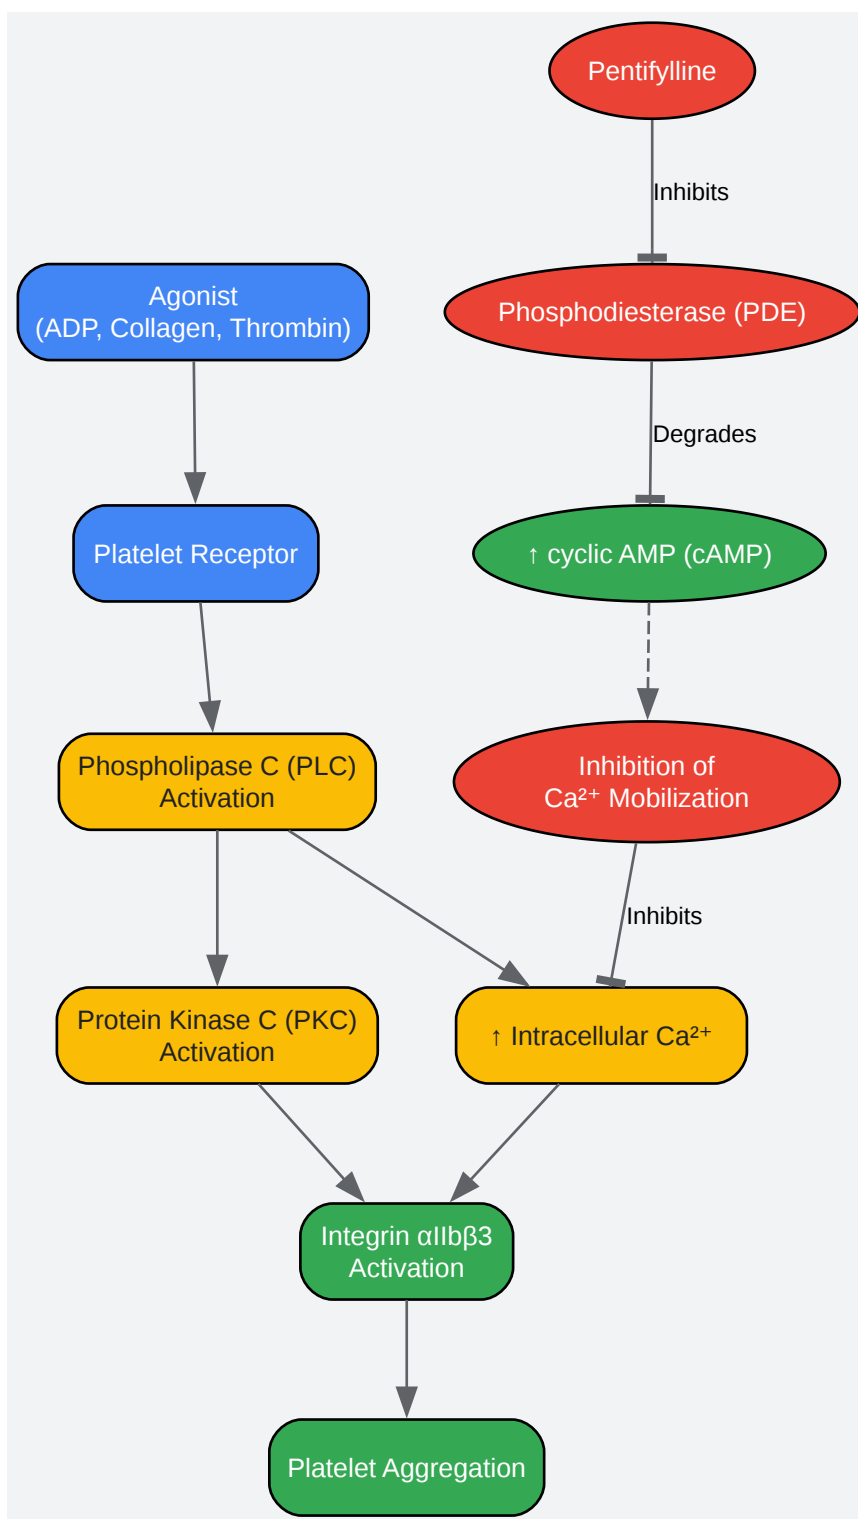 Pentifylline
Inhibits
Agonist
(ADP, Collagen, Thrombin)
Phosphodiesterase (PDE)
Degrades
Platelet Receptor
↑ cyclic AMP (cAMP)
Phospholipase C (PLC)
Activation
Inhibition of
Ca²⁺ Mobilization
Inhibits
Protein Kinase C (PKC)
Activation
↑ Intracellular Ca²⁺
Integrin αIIbβ3
Activation
Platelet Aggregation